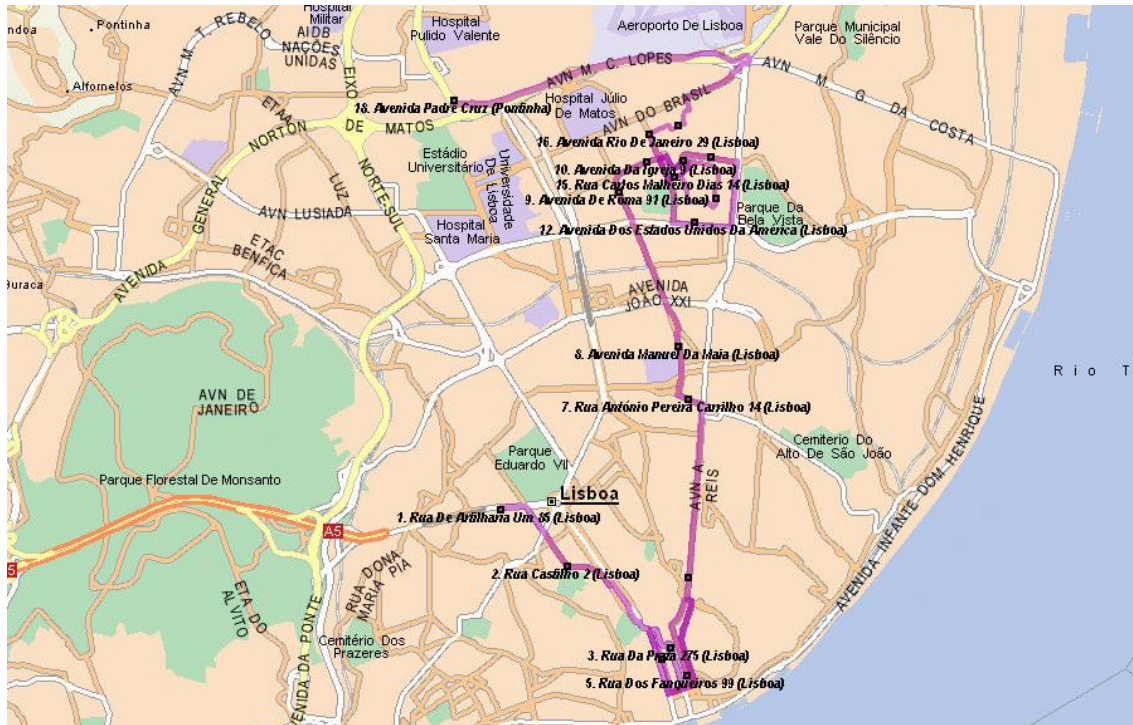 ndoa
Pontinha
AVN M. T. REBELO
Hospital
Militar
AIDB
NAÇÕES
UNIDAS
Hospital
Pulido Valente
Aeroporto De Lisboa
Parque Municipal
Vale Do Silêncio
Alfornelos
ETAA
EIXO
AVN M. C. LOPES
AVN M. G. DA COSTA
18. Avenida Padre Cruz (Pontinha)
Hospital Júlio
De Matos
AVN DO BRASIL
NORTON
DE MATOS
GENERAL
AVENIDA
LUZ
NORTE-SUL
Estádio
Universitário
Universidade
De Lisboa
16. Avenida Rio De Janeiro 29 (Lisboa)
10. Avenida Da Igreja 9 (Lisboa)
15. Rua Carlos Malheiro Dias 14 (Lisboa)
9. Avenida De Roma 91 (Lisboa)
AVN LUSIADA
Hospital
Santa Maria
Parque Da
Bela Vista
12. Avenida Dos Estados Unidos Da América (Lisboa)
ETAC
BENFICA
Buraca
AVENIDA
JOÃO XXI
8. Avenida Manuel Da Maia (Lisboa)
Rio T
AVN DE
JANEIRO
7. Rua António Pereira Carrilho 14 (Lisboa)
Parque
Eduardo VII
Cemiterio Do
Alto De São João
AVN A.
REIS
Parque Florestal De Monsanto
Lisboa
1. Rua De Artilharia Um 65 (Lisboa)
A5
5
AVENIDA INFANTE DOM HENRIQUE
2. Rua Castilho 2 (Lisboa)
RUA DONA
MARIA PIA
ETA DO
ALVITO
AVENIDA DA PONTE
Cemitério Dos
Prazeres
3. Rua Da Prata 275 (Lisboa)
5. Rua Dos Fanqueiros 99 (Lisboa)